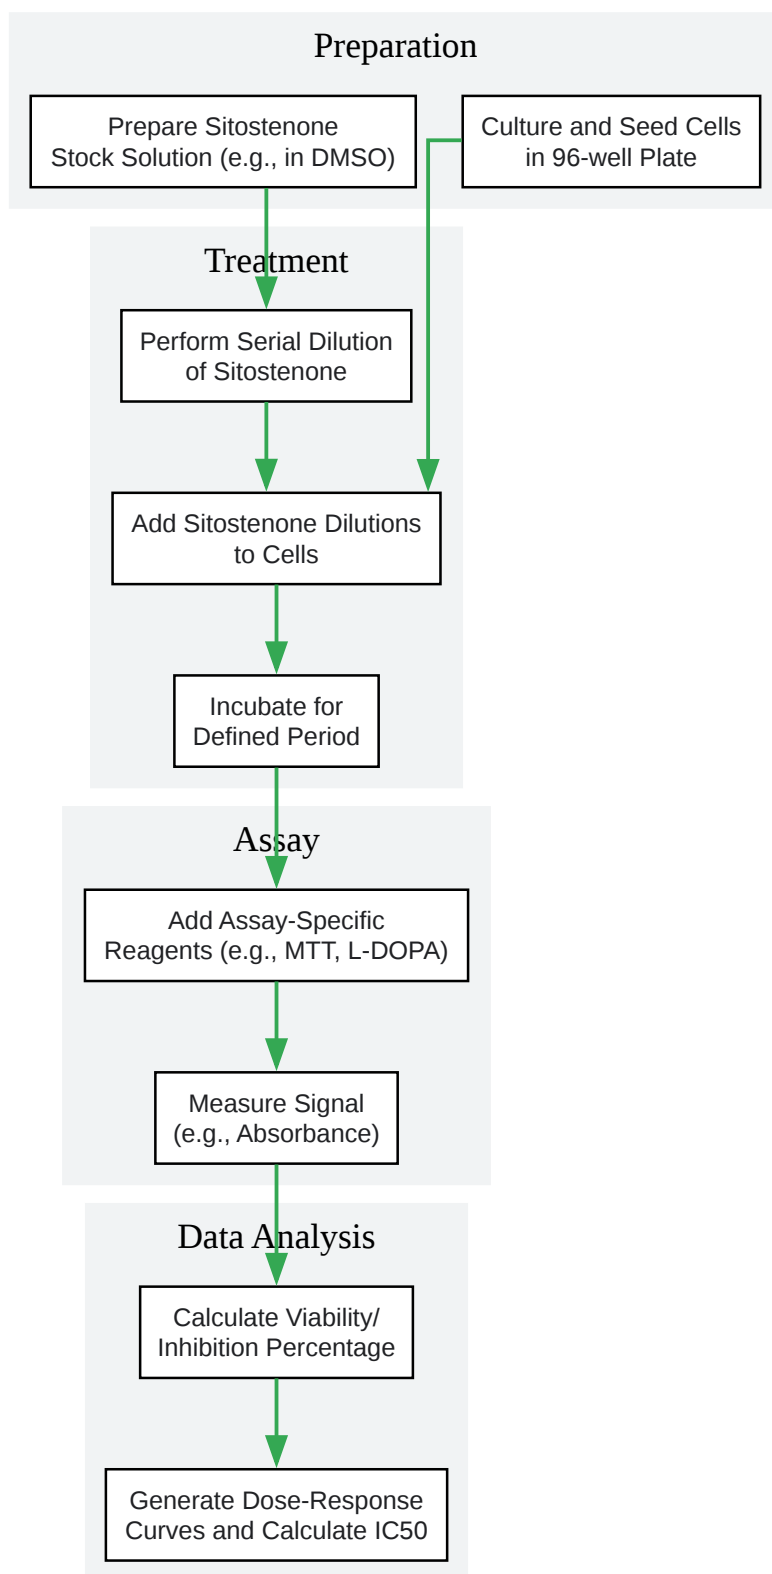 Preparation
Prepare Sitostenone
Stock Solution (e.g., in DMSO)
Culture and Seed Cells
in 96-well Plate
Treatment
Perform Serial Dilution
of Sitostenone
Add Sitostenone Dilutions
to Cells
Incubate for
Defined Period
Assay
Add Assay-Specific
Reagents (e.g., MTT, L-DOPA)
Measure Signal
(e.g., Absorbance)
Data Analysis
Calculate Viability/
Inhibition Percentage
Generate Dose-Response
Curves and Calculate IC50